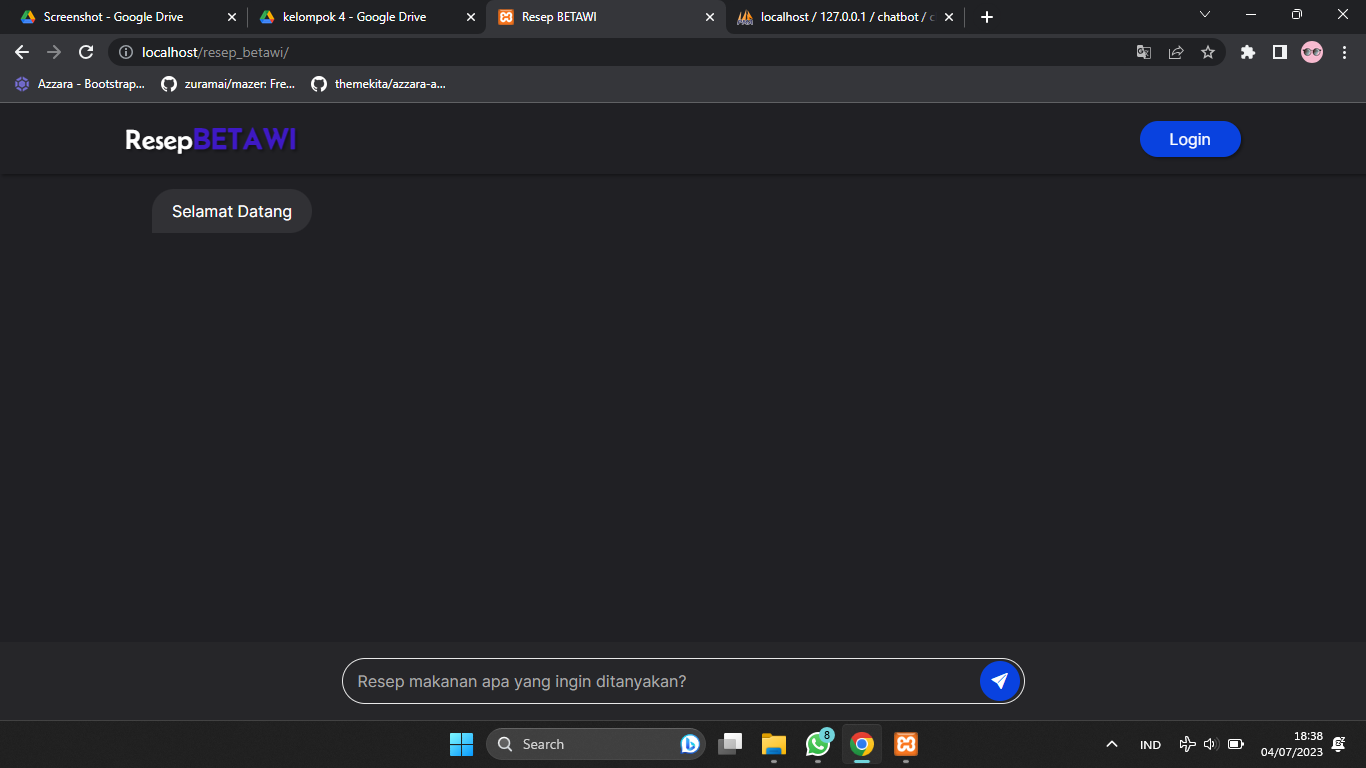 Screenshot - Google Drive
kelompok 4 - Google Drive
Resep BETAWI
localhost / 127.0.0.1 / chatbot / c
localhost/resep_betawi/
Azzara - Bootstrap...
zuramai/mazer: Fre...
themekita/azzara-a...
ResepBETAWI
Login
Selamat Datang
Resep makanan apa yang ingin ditanyakan?
Search
8
IND
18:38
04/07/2023